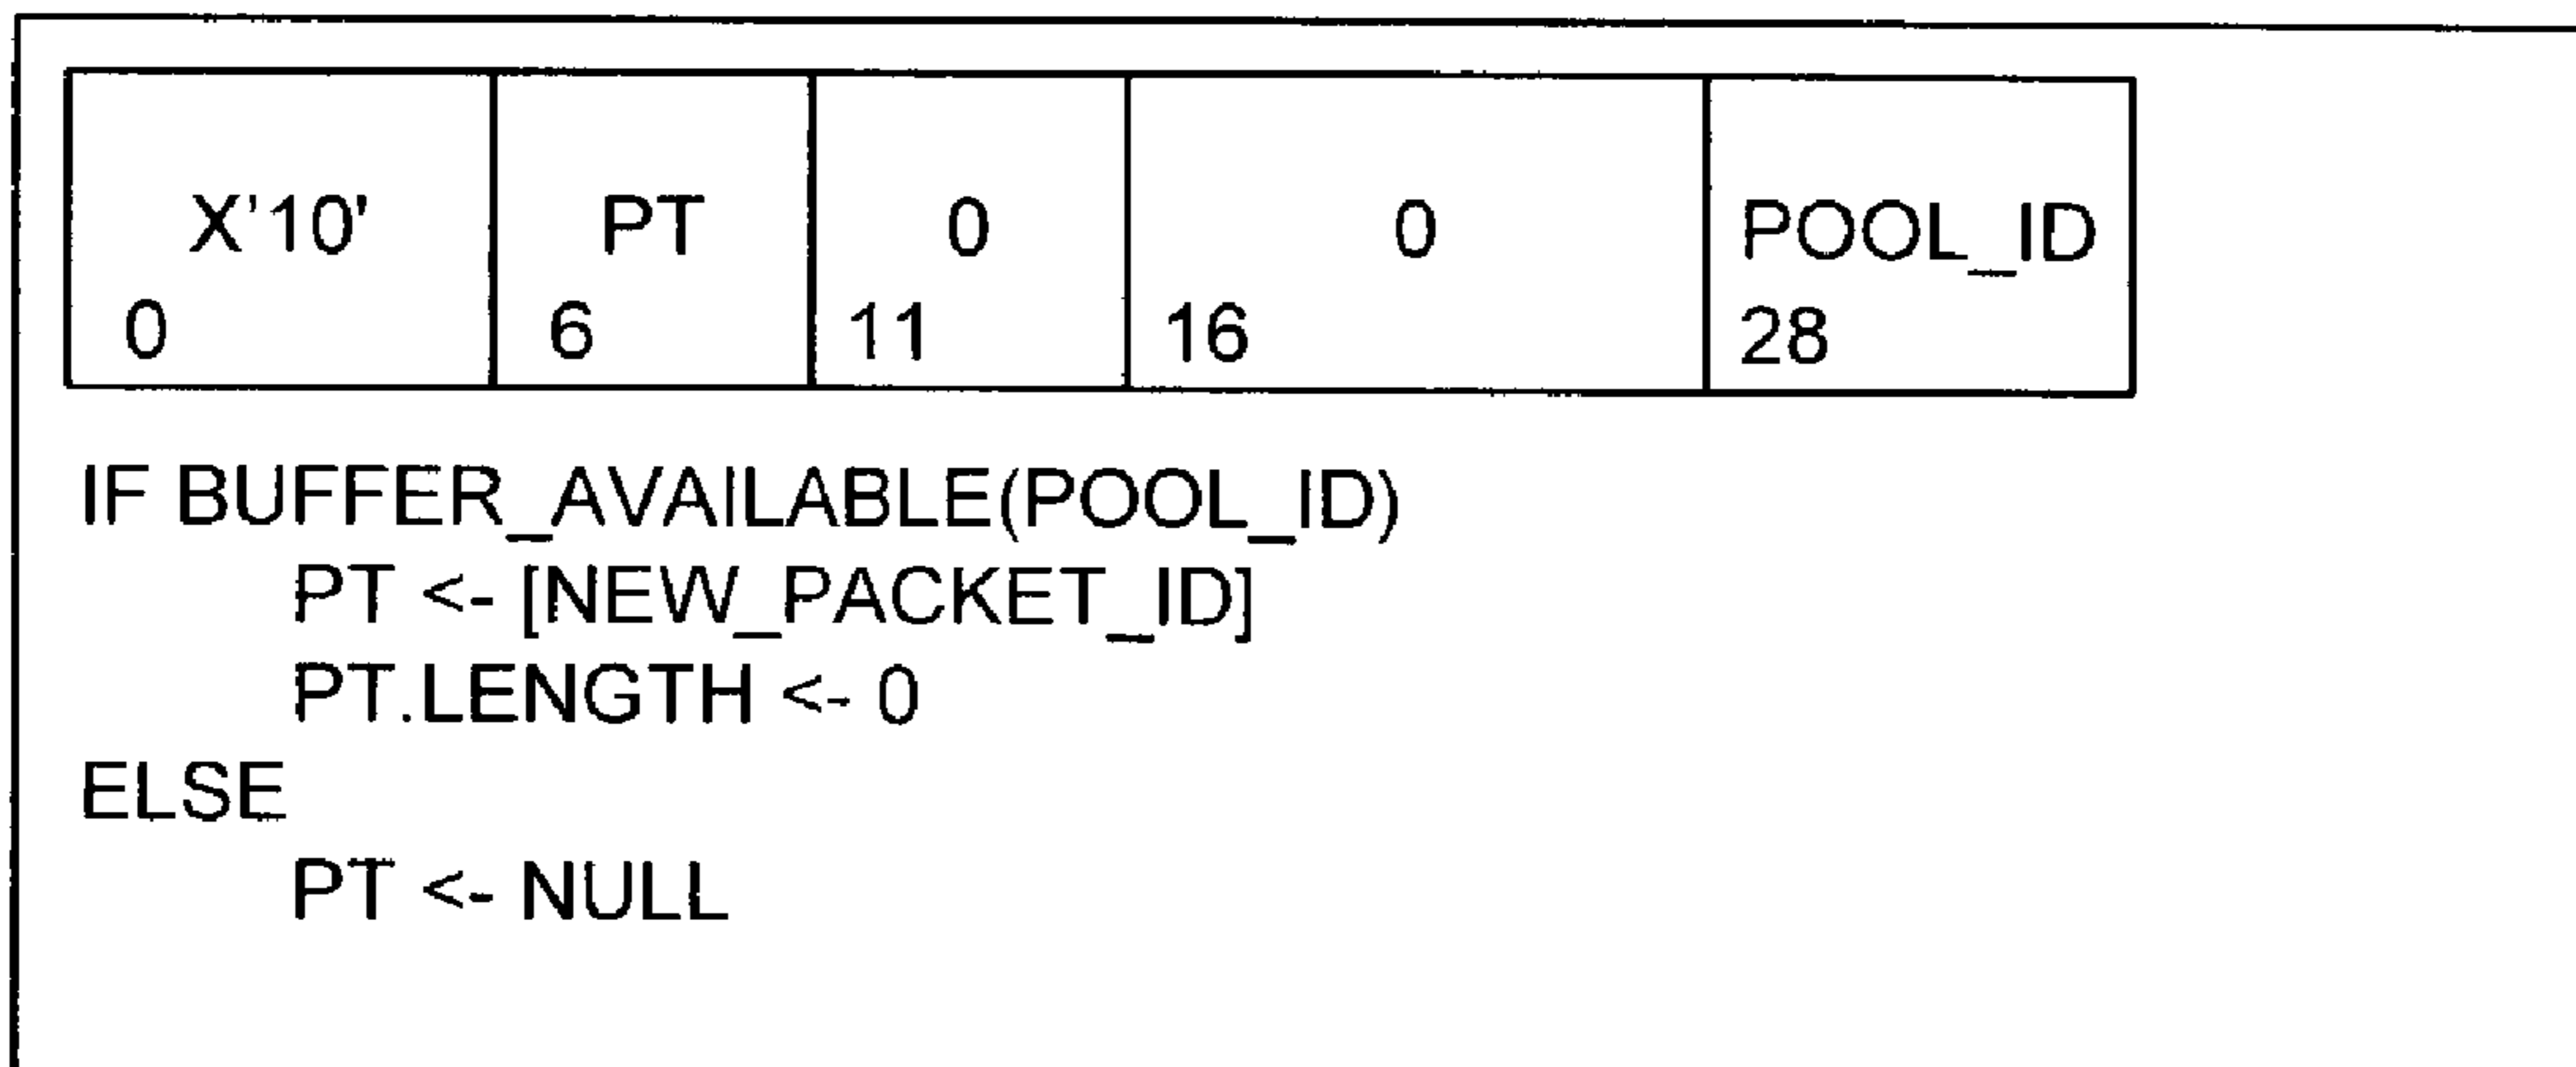 X'10' PT 0 0 POOL_ID
0 6 11 16 28
IF BUFFER_AVAILABLE(POOL_ID)
PT <- [NEW_PACKET_ID]
PT.LENGTH <- 0
ELSE
PT <- NULL